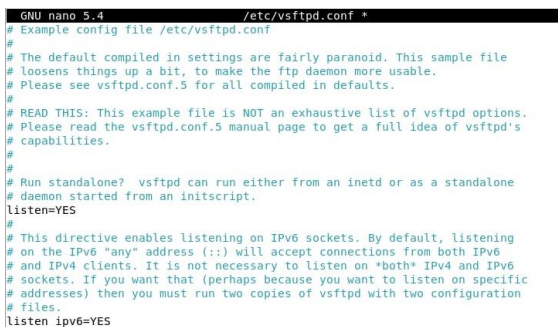 GNU nano 5.4 /etc/vsftpd.conf *
# Example config file /etc/vsftpd.conf
#
# The default compiled in settings are fairly paranoid. This sample file
# loosens things up a bit, to make the ftp daemon more usable.
# Please see vsftpd.conf.5 for all compiled in defaults.
#
# READ THIS: This example file is NOT an exhaustive list of vsftpd options.
# Please read the vsftpd.conf.5 manual page to get a full idea of vsftpd's
# capabilities.
#
#
# Run standalone?  vsftpd can run either from an inetd or as a standalone
# daemon started from an initscript.
listen=YES
#
# This directive enables listening on IPv6 sockets. By default, listening
# on the IPv6 "any" address (::) will accept connections from both IPv6
# and IPv4 clients. It is not necessary to listen on *both* IPv4 and IPv6
# sockets. If you want that (perhaps because you want to listen on specific
# addresses) then you must run two copies of vsftpd with two configuration
# files.
listen_ipv6=YES